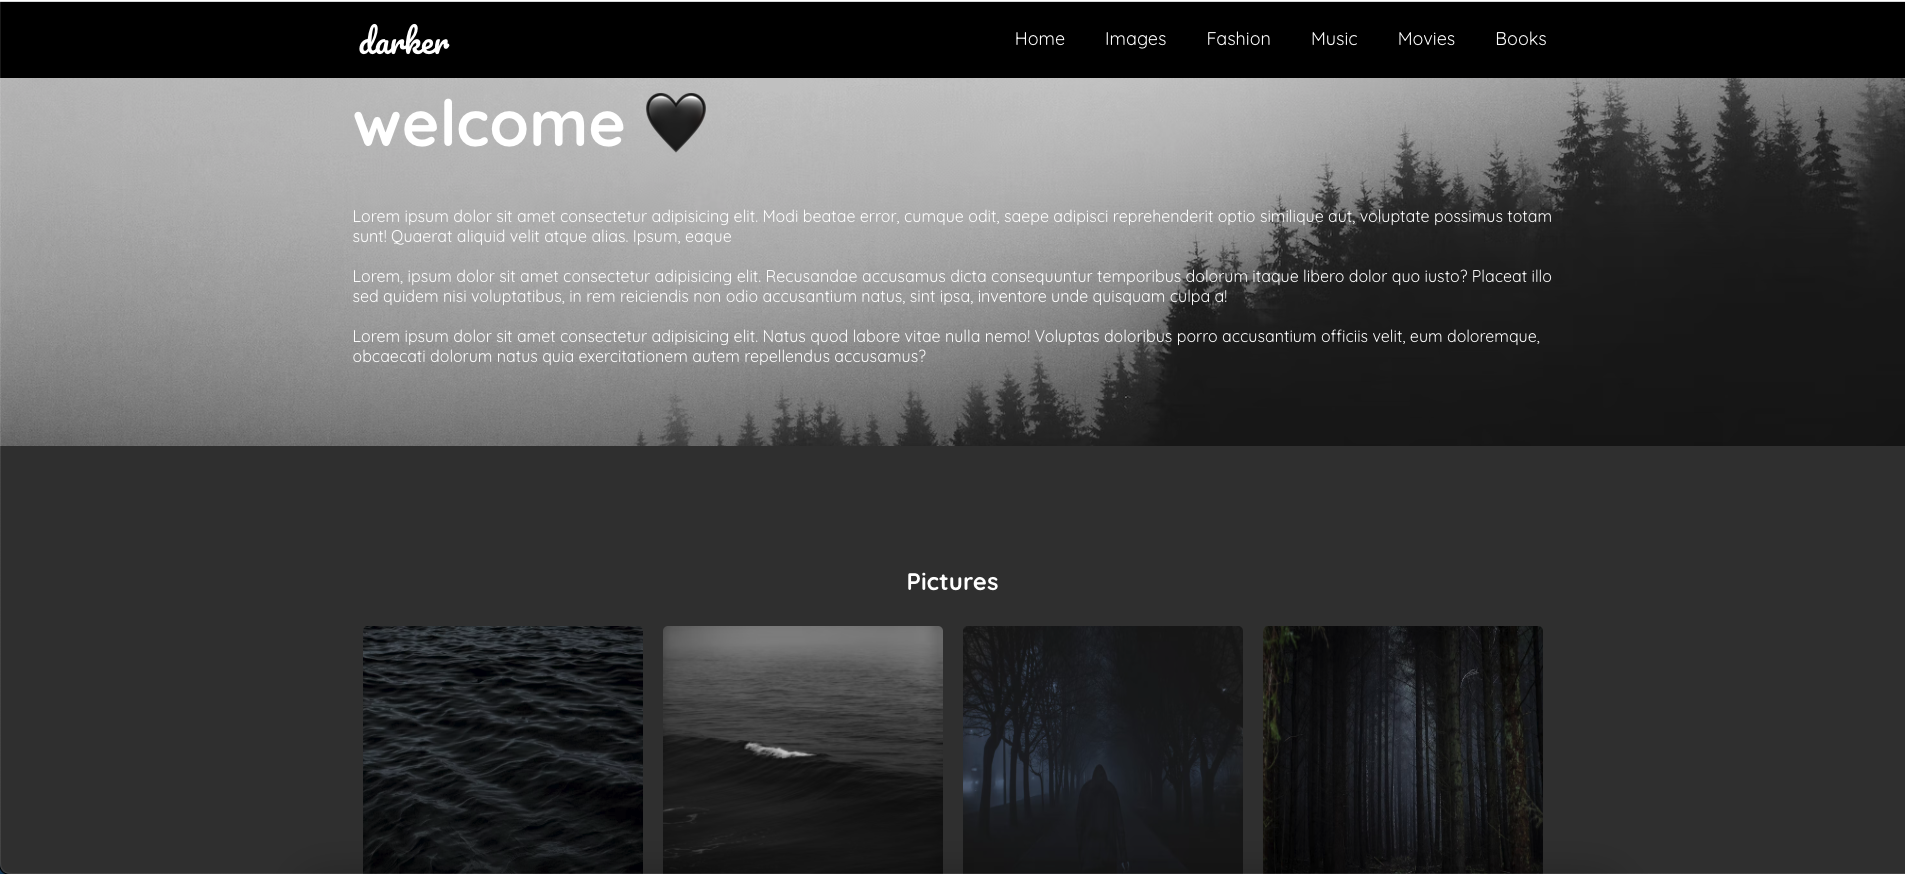 darker
Home Images Fashion Music Movies Books
welcome 🖤
Lorem ipsum dolor sit amet consectetur adipisicing elit. Modi beatae error, cumque odit, saepe adipisci reprehenderit optio similique aut, voluptate possimus totam
sunt! Quaerat aliquid velit atque alias. Ipsum, eaque
Lorem, ipsum dolor sit amet consectetur adipisicing elit. Recusandae accusamus dicta consequuntur temporibus dolorum itaque libero dolor quo iusto? Placeat illo
sed quidem nisi voluptatibus, in rem reiciendis non odio accusantium natus, sint ipsa, inventore unde quisquam culpa a!
Lorem ipsum dolor sit amet consectetur adipisicing elit. Natus quod labore vitae nulla nemo! Voluptas doloribus porro accusantium officiis velit, eum doloremque,
obcaecati dolorum natus quia exercitationem autem repellendus accusamus?
Pictures